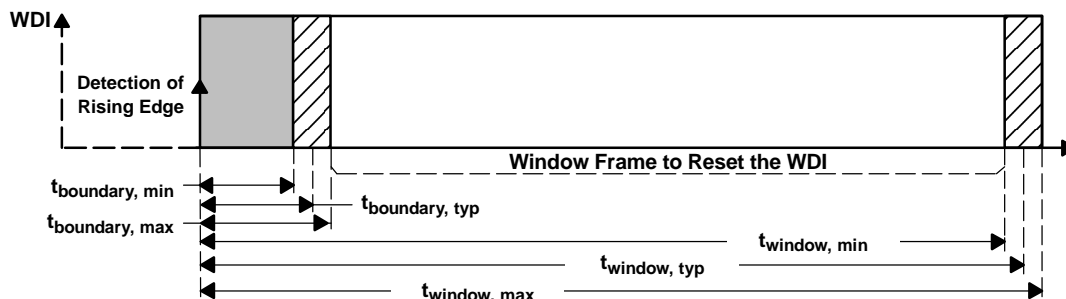 WDI
Detection of
Rising Edge
Window Frame to Reset the WDI
tboundary, min
tboundary, typ
tboundary, max
twindow, min
twindow, typ
twindow, max